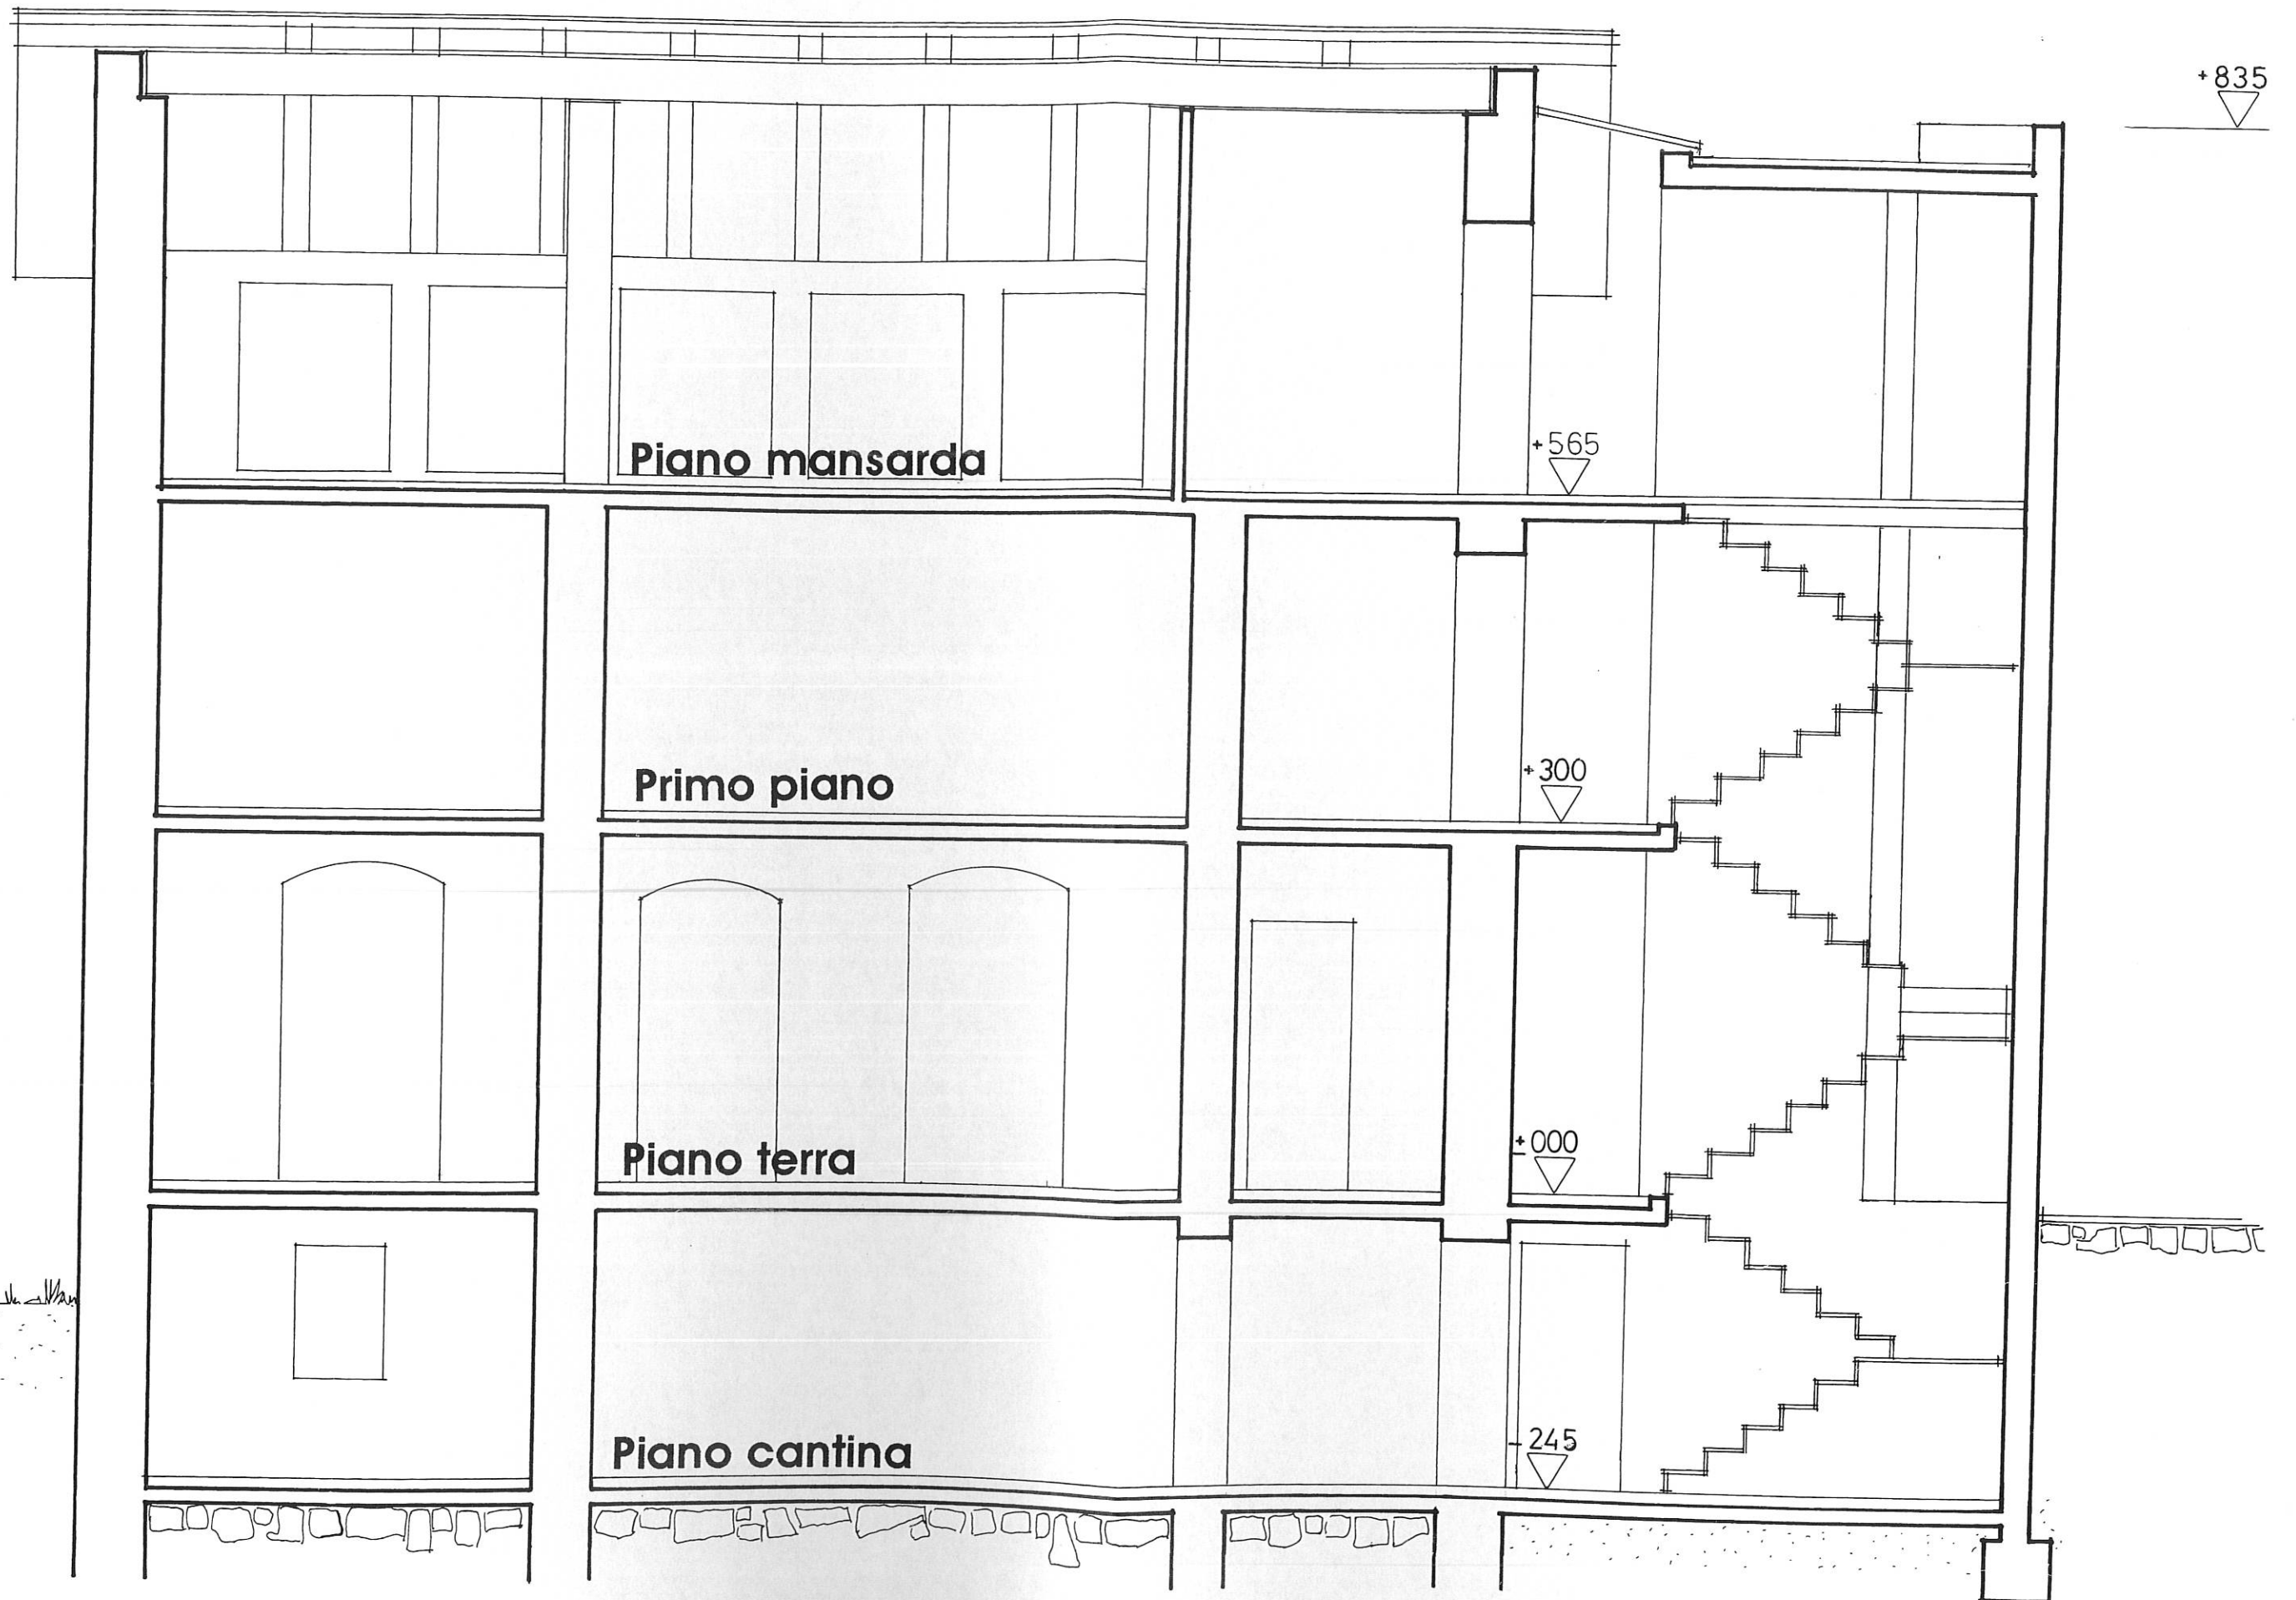 +835
Piano mansarda
+565
Primo piano
+300
Piano terra
±000
Piano cantina
-245